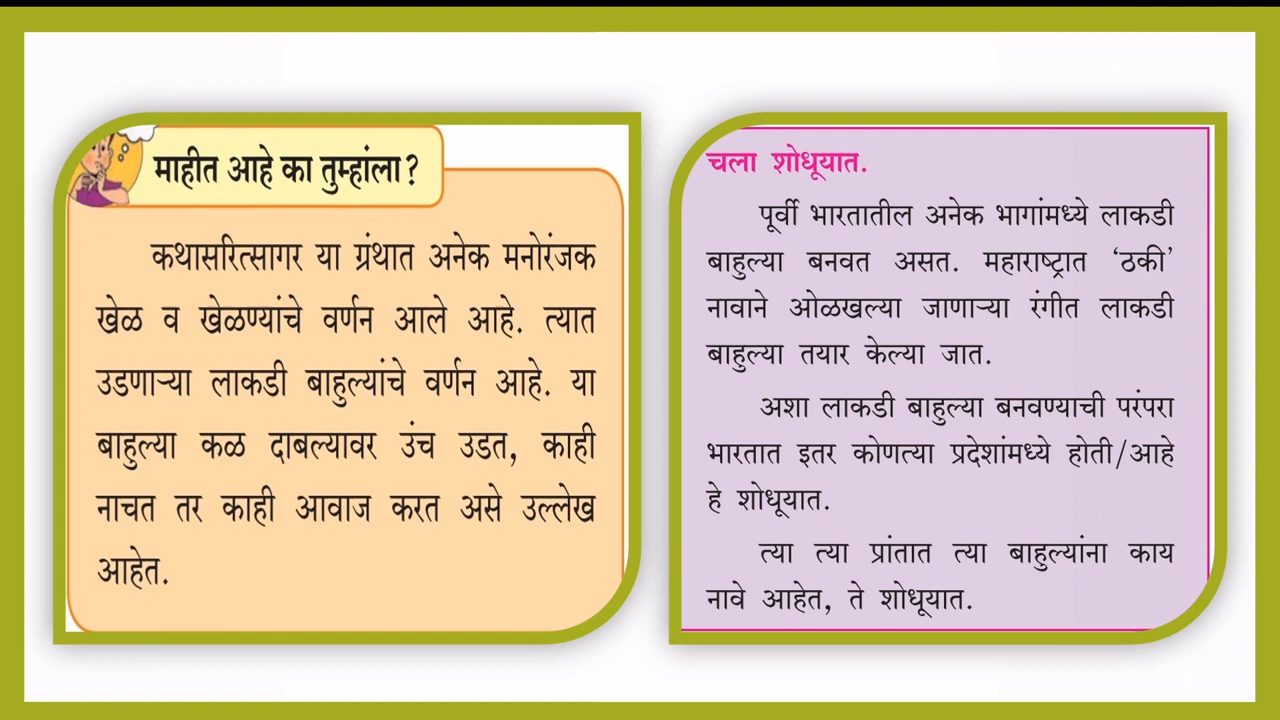 माहीत आहे का तुम्हांला?
कथासरित्सागर या ग्रंथात अनेक मनोरंजक
खेळ व खेळण्यांचे वर्णन आले आहे. त्यात
उडणाऱ्या लाकडी बाहुल्यांचे वर्णन आहे. या
बाहुल्या कळ दाबल्यावर उंच उडत, काही
नाचत तर काही आवाज करत असे उल्लेख
आहेत.
चला शोधूयात.
पूर्वी भारतातील अनेक भागांमध्ये लाकडी
बाहुल्या बनवत असत. महाराष्ट्रात ‘ठकी’
नावाने ओळखल्या जाणाऱ्या रंगीत लाकडी
बाहुल्या तयार केल्या जात.
अशा लाकडी बाहुल्या बनवण्याची परंपरा
भारतात इतर कोणत्या प्रदेशांमध्ये होती/आहे
हे शोधूयात.
त्या त्या प्रांतात त्या बाहुल्यांना काय
नावे आहेत, ते शोधूयात.